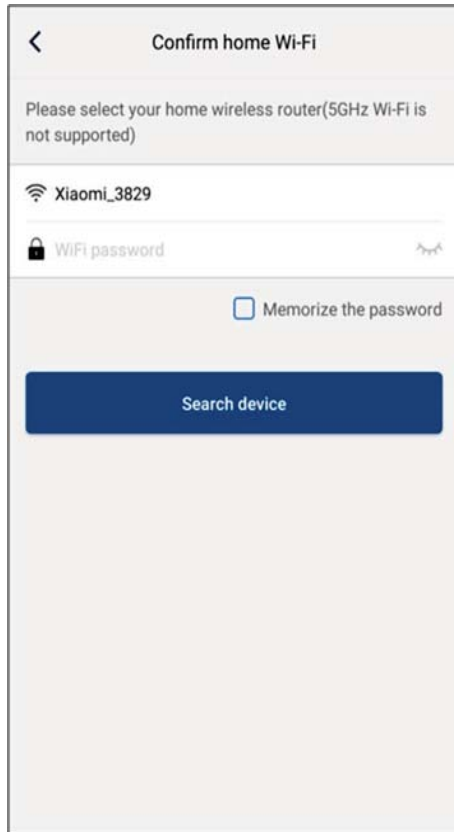 Confirm home Wi-Fi
Please select your home wireless router(5GHz Wi-Fi is
not supported)
Xiaomi_3829
WiFi password
Memorize the password
Search device